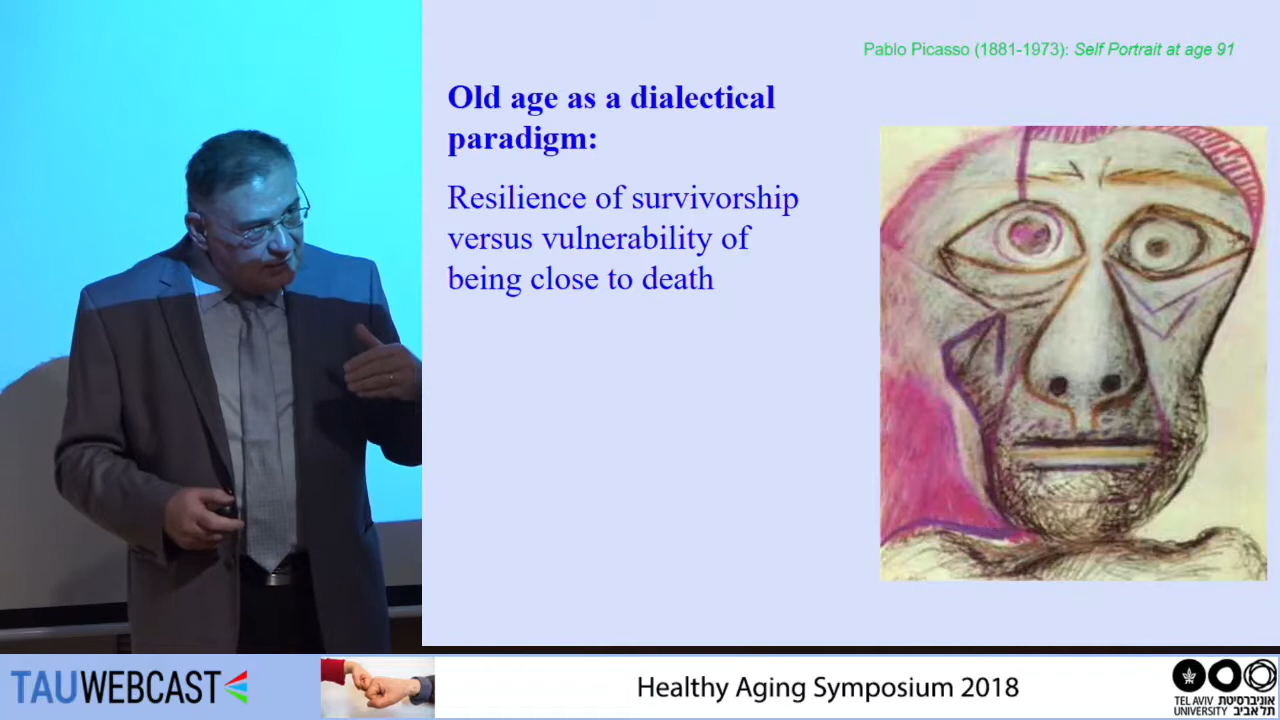 Pablo Picasso (1881-1973): Self Portrait at age 91
Old age as a dialectical
paradigm:
Resilience of survivorship
versus vulnerability of
being close to death
TAUWEBCAST
Healthy Aging Symposium 2018
TEL AVIV אוניברסיטת
UNIVERSITY תל אביב